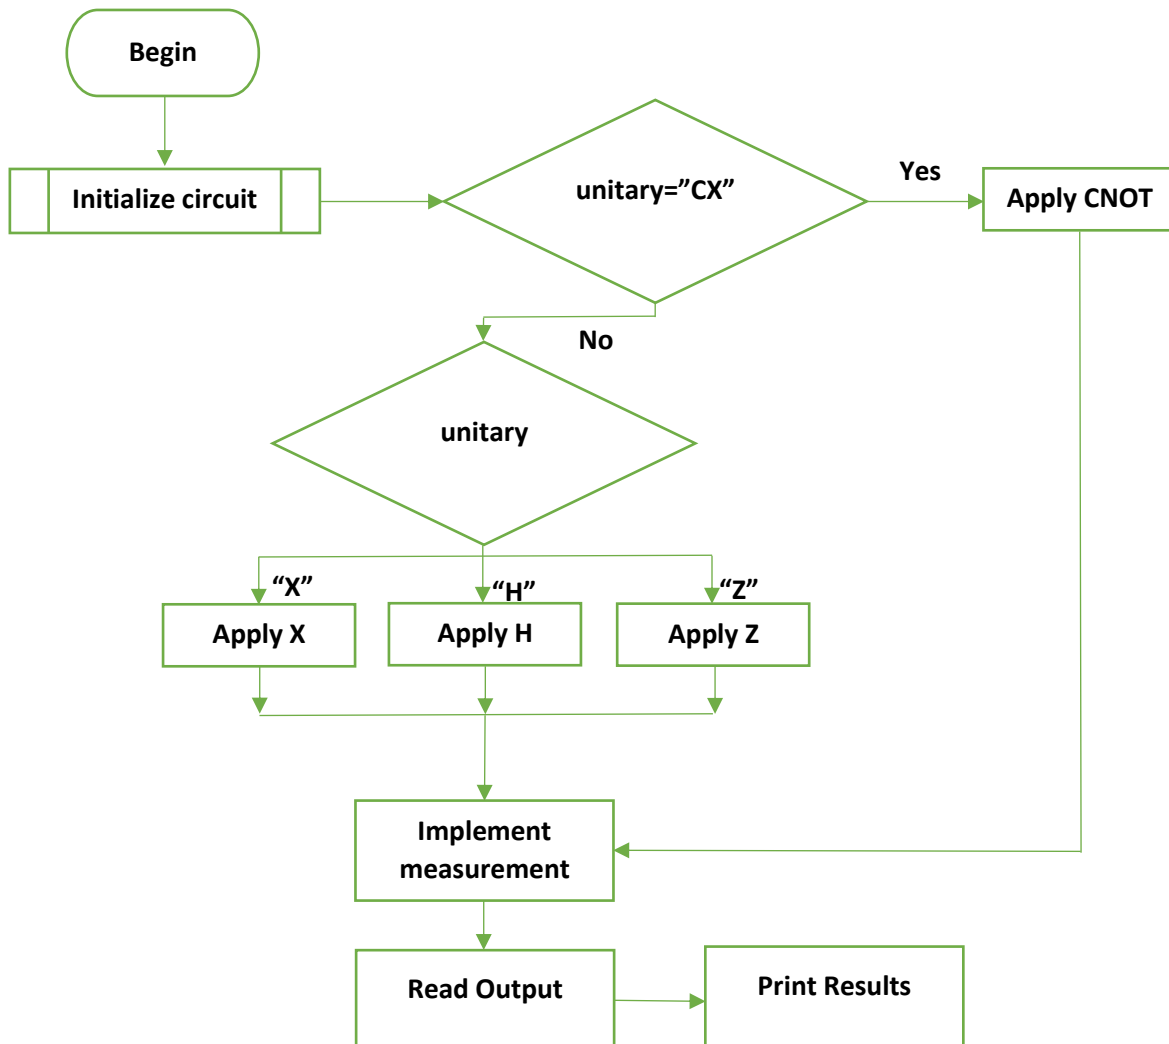 Begin
Initialize circuit
unitary=”CX”
Yes
Apply CNOT
No
unitary
“X”
“H”
“Z”
Apply X
Apply H
Apply Z
Implement
measurement
Read Output
Print Results